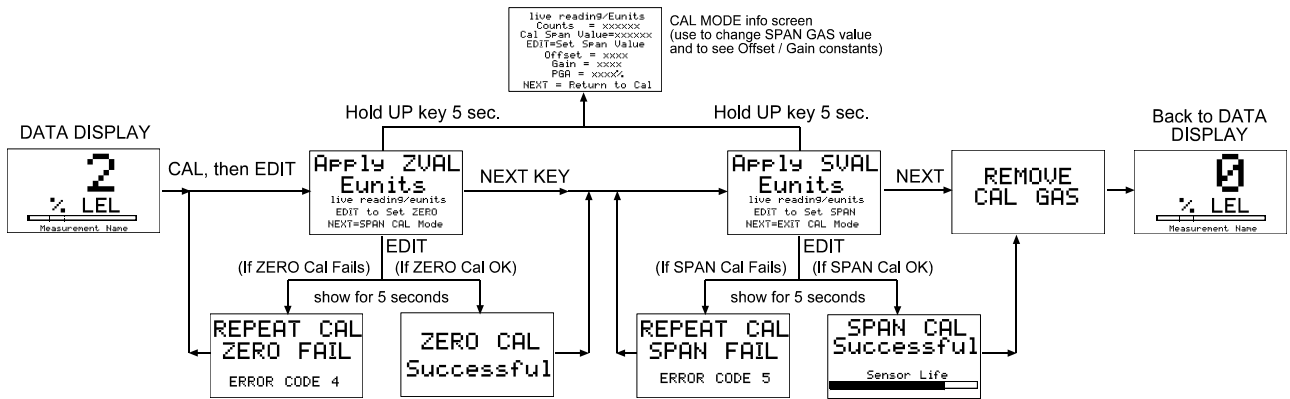 live reading/Eunits
Counts = xxxxxx
Cal Span Value=xxxxxx
EDIT=Set Span Value
Offset = xxxx
Gain = xxxx
PGA = xxxx%
NEXT = Return to Cal
CAL MODE info screen
(use to change SPAN GAS value
and to see Offset / Gain constants)
Hold UP key 5 sec.
Hold UP key 5 sec.
DATA DISPLAY
2
% LEL
Measurement Name
CAL, then EDIT
Apply ZVAL
Eunits
live reading/eunits
EDIT to Set ZERO
NEXT=SPAN CAL Mode
NEXT KEY
Apply SVAL
Eunits
live reading/eunits
EDIT to Set SPAN
NEXT=EXIT CAL Mode
NEXT
REMOVE
CAL GAS
Back to DATA
DISPLAY
0
% LEL
Measurement Name
EDIT
(If ZERO Cal Fails)
(If ZERO Cal OK)
show for 5 seconds
REPEAT CAL
ZERO FAIL
ERROR CODE 4
ZERO CAL
Successful
EDIT
(If SPAN Cal Fails)
(If SPAN Cal OK)
show for 5 seconds
REPEAT CAL
SPAN FAIL
ERROR CODE 5
SPAN CAL
Successful
Sensor Life